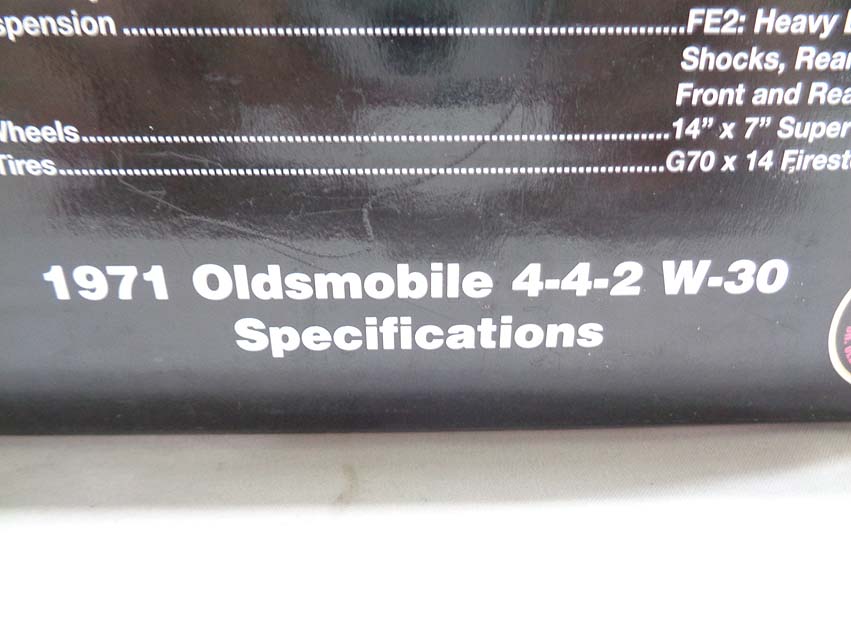 spension ........................................................................FE2: Heavy
Shocks, Rear
Front and Rea
Wheels...........................................................................14” x 7” Super
Tires..............................................................................G70 x 14 Firest
1971 Oldsmobile 4-4-2 W-30
Specifications